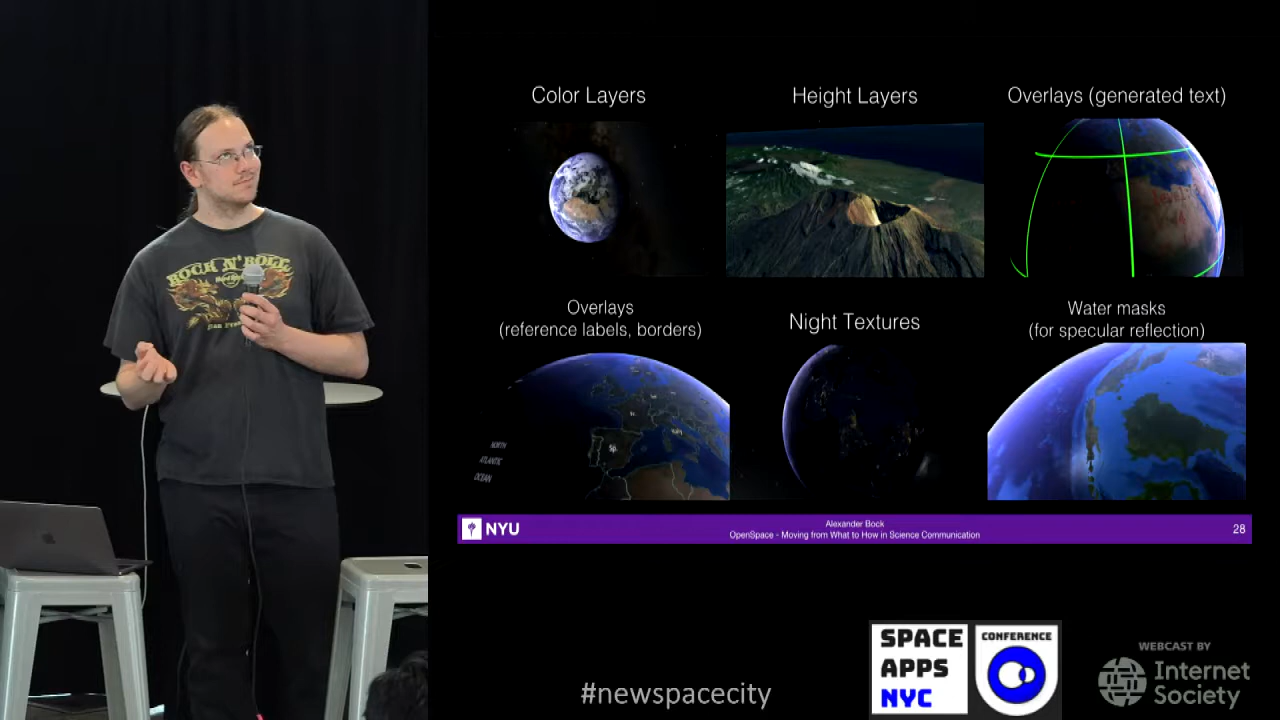 ROCK N' ROLL
Color Layers
Height Layers
Overlays (generated text)
Overlays
(reference labels, borders)
Night Textures
Water masks
(for specular reflection)
NORTH
ATLANTIC
OCEAN
Sp.
NYU
Alexander Bock
OpenSpace - Moving from What to How in Science Communication
28
#newspacecity
SPACE
APPS
NYC
CONFERENCE
WEBCAST BY
Internet
Society